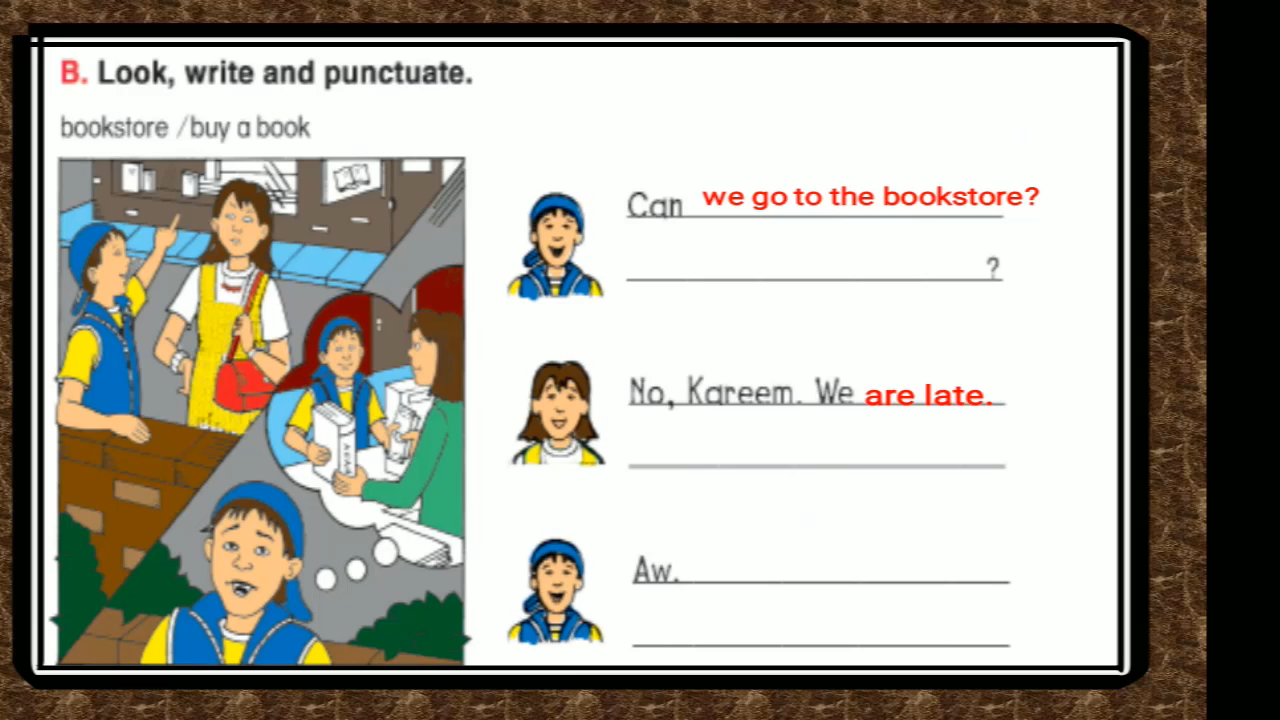 B. Look, write and punctuate.
bookstore /buy a book
Can we go to the bookstore?
?
No, Kareem. We are late.
Aw.